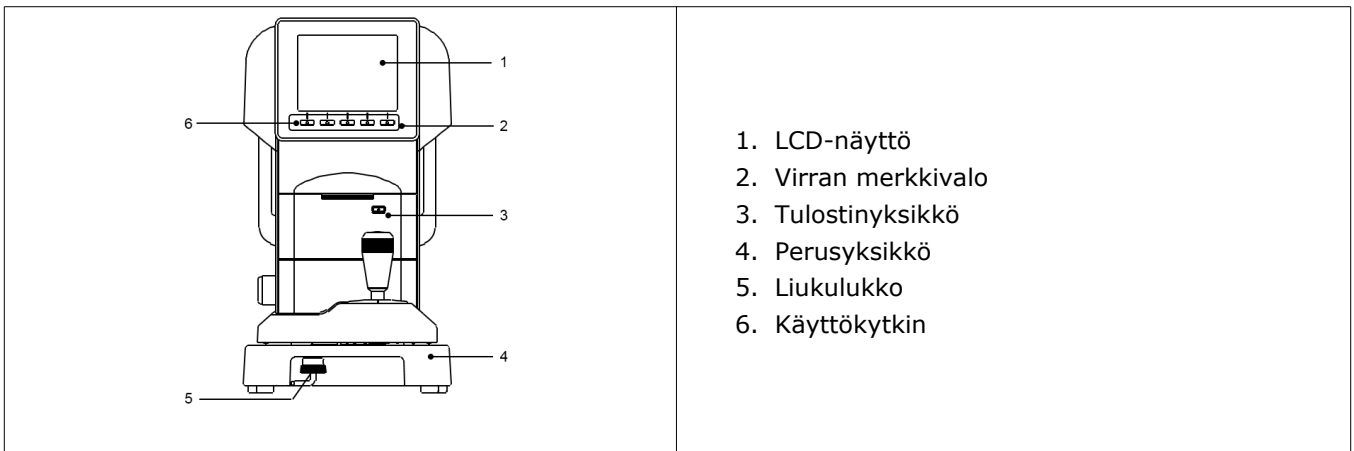 1
6
2
3
4
5
1. LCD-näyttö
2. Virran merkkivalo
3. Tulostinyksikkö
4. Perusyksikkö
5. Liukulukko
6. Käyttökytkin